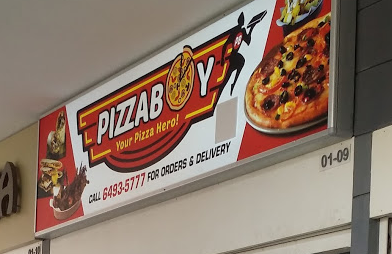 PIZZABOY
Your Pizza Hero!
CALL 6493-5777 FOR ORDERS & DELIVERY
01-09